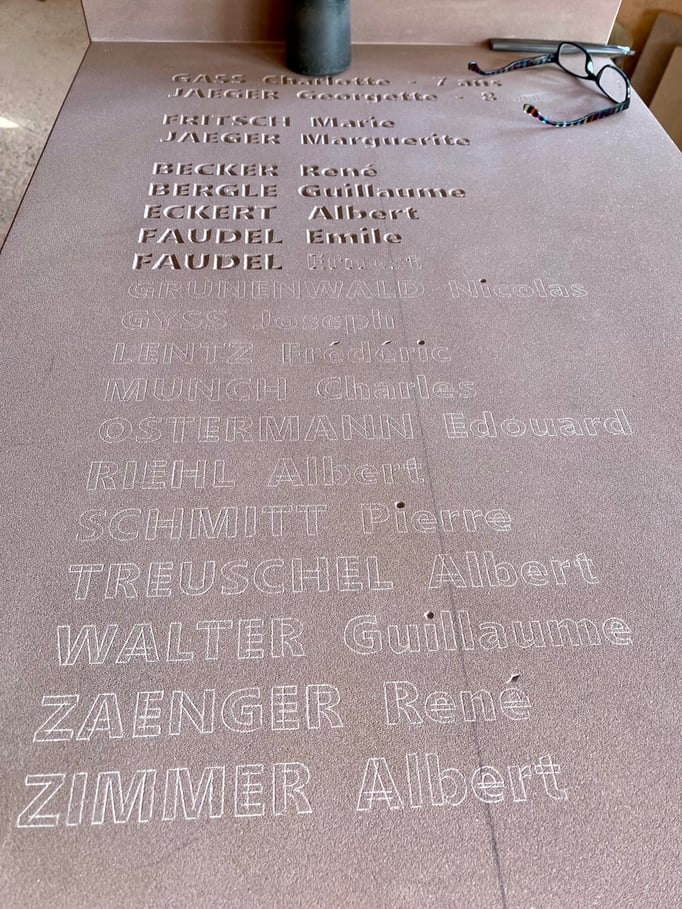 GASS Charlotte - 7 ans
JAEGER Georgette - 8 ans
FRITSCH Marie
JAEGER Marguerite
BECKER René
BERGLE Guillaume
ECKERT Albert
FAUDEL Emile
FAUDEL Ernest
GRUNENWALD Nicolas
GYSS Joseph
LENTZ Frédéric
MUNCH Charles
OSTERMANN Edouard
RIEHL Albert
SCHMITT Pierre
TREUSCHEL Albert
WALTER Guillaume
ZAENGER René
ZIMMER Albert